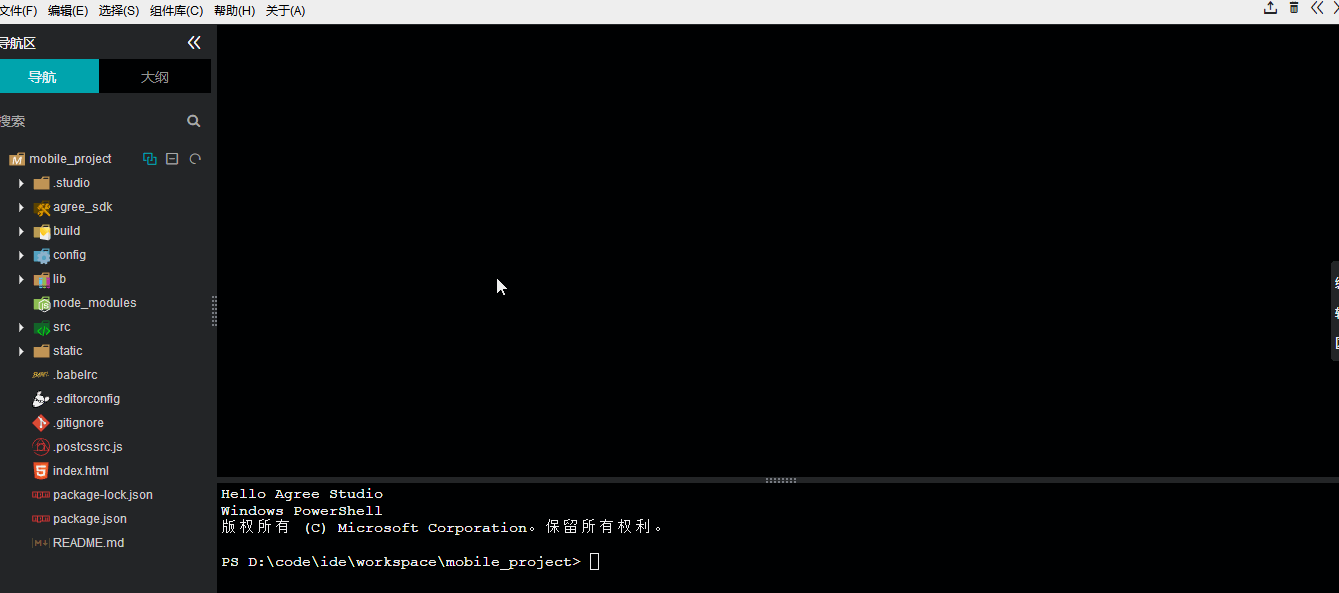 文件(F) 编辑(E) 选择(S) 组件库(C) 帮助(H) 关于(A)
导航区
导航 大纲
搜索
mobile_project
.studio
agree_sdk
build
config
lib
node_modules
src
static
.babelrc
.editorconfig
.gitignore
.postcssrc.js
index.html
package-lock.json
package.json
README.md
Hello Agree Studio
Windows PowerShell
版权所有 (C) Microsoft Corporation。保留所有权利。
PS D:\code\ide\workspace\mobile_project>